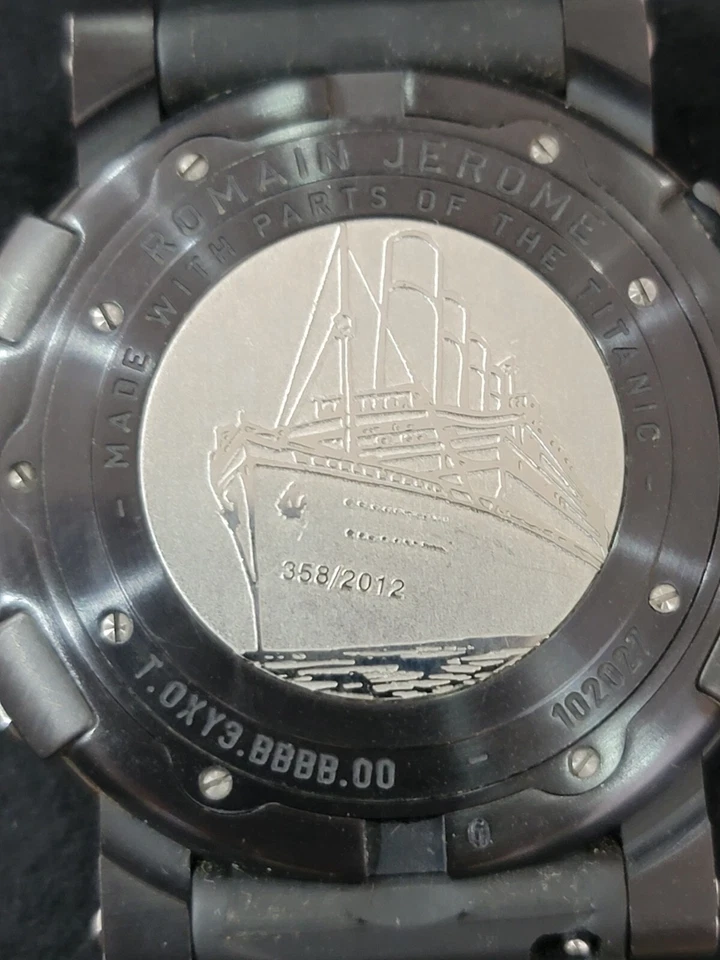 ROMAIN JEROME
- MADE WITH PARTS OF THE TITANIC -
358/2012
T.OXY3.BBBB.00 - 102027